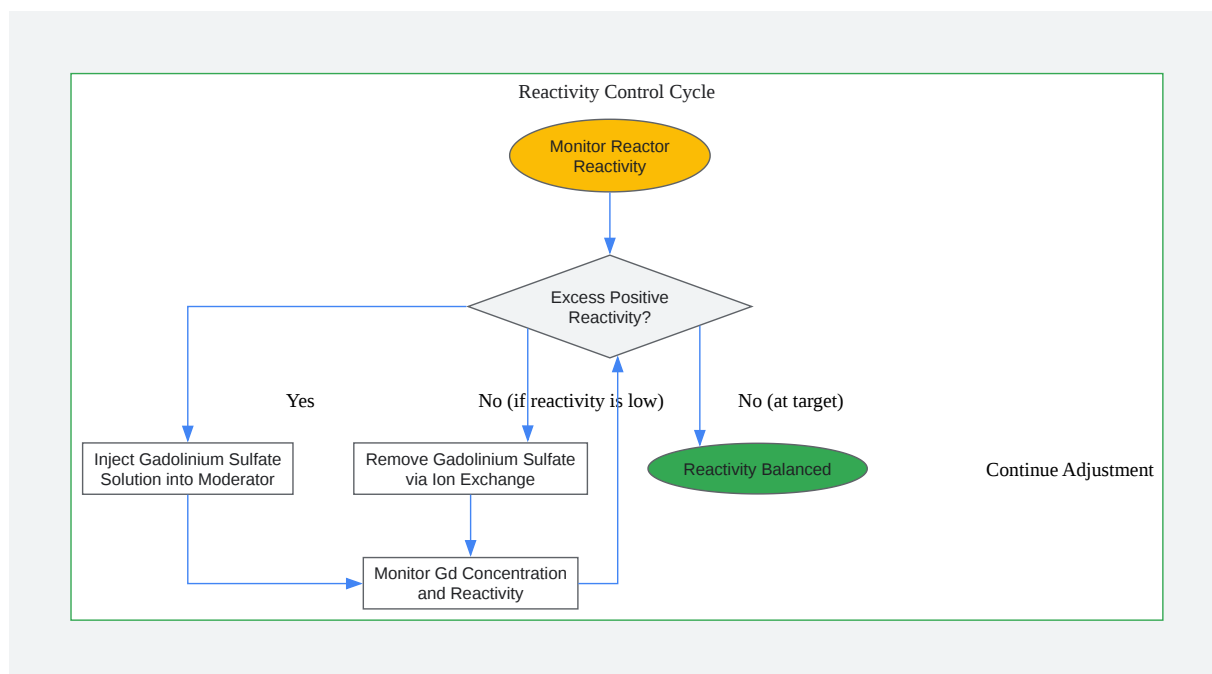 Reactivity Control Cycle
Monitor Reactor
Reactivity
Excess Positive
Reactivity?
Yes
No (if reactivity is low)
No (at target)
Inject Gadolinium Sulfate
Solution into Moderator
Remove Gadolinium Sulfate
via Ion Exchange
Reactivity Balanced
Continue Adjustment
Monitor Gd Concentration
and Reactivity